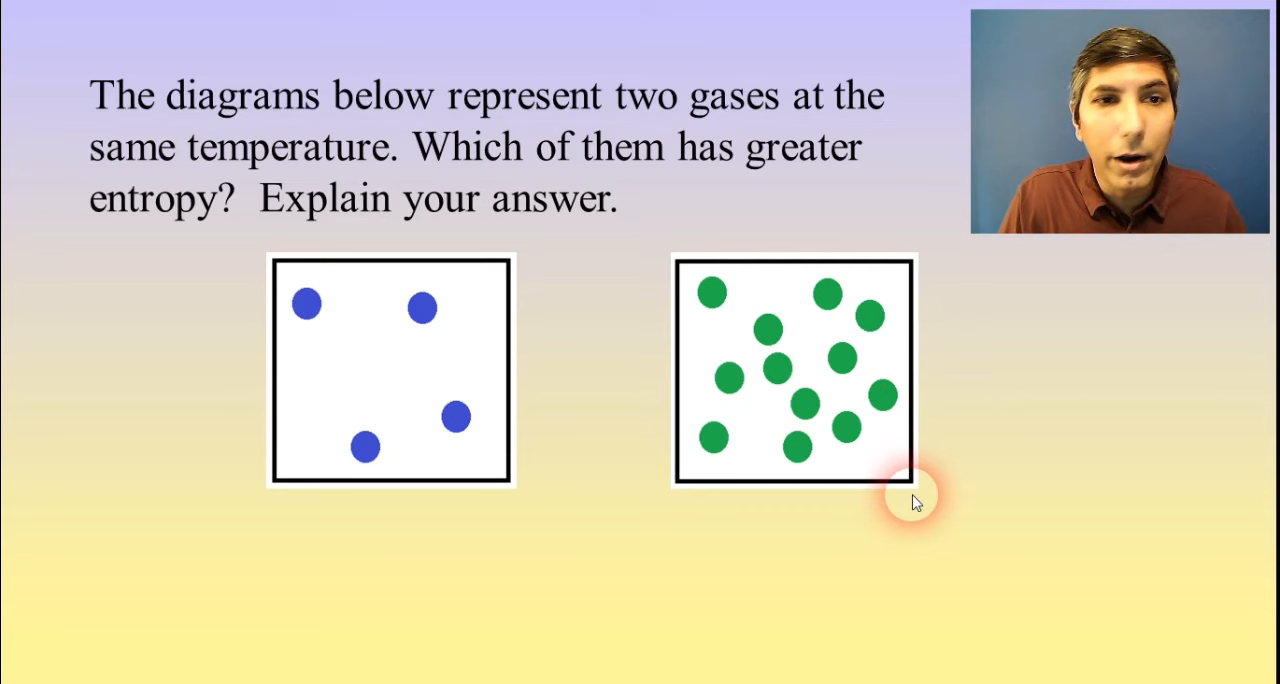 The diagrams below represent two gases at the
same temperature. Which of them has greater
entropy? Explain your answer.